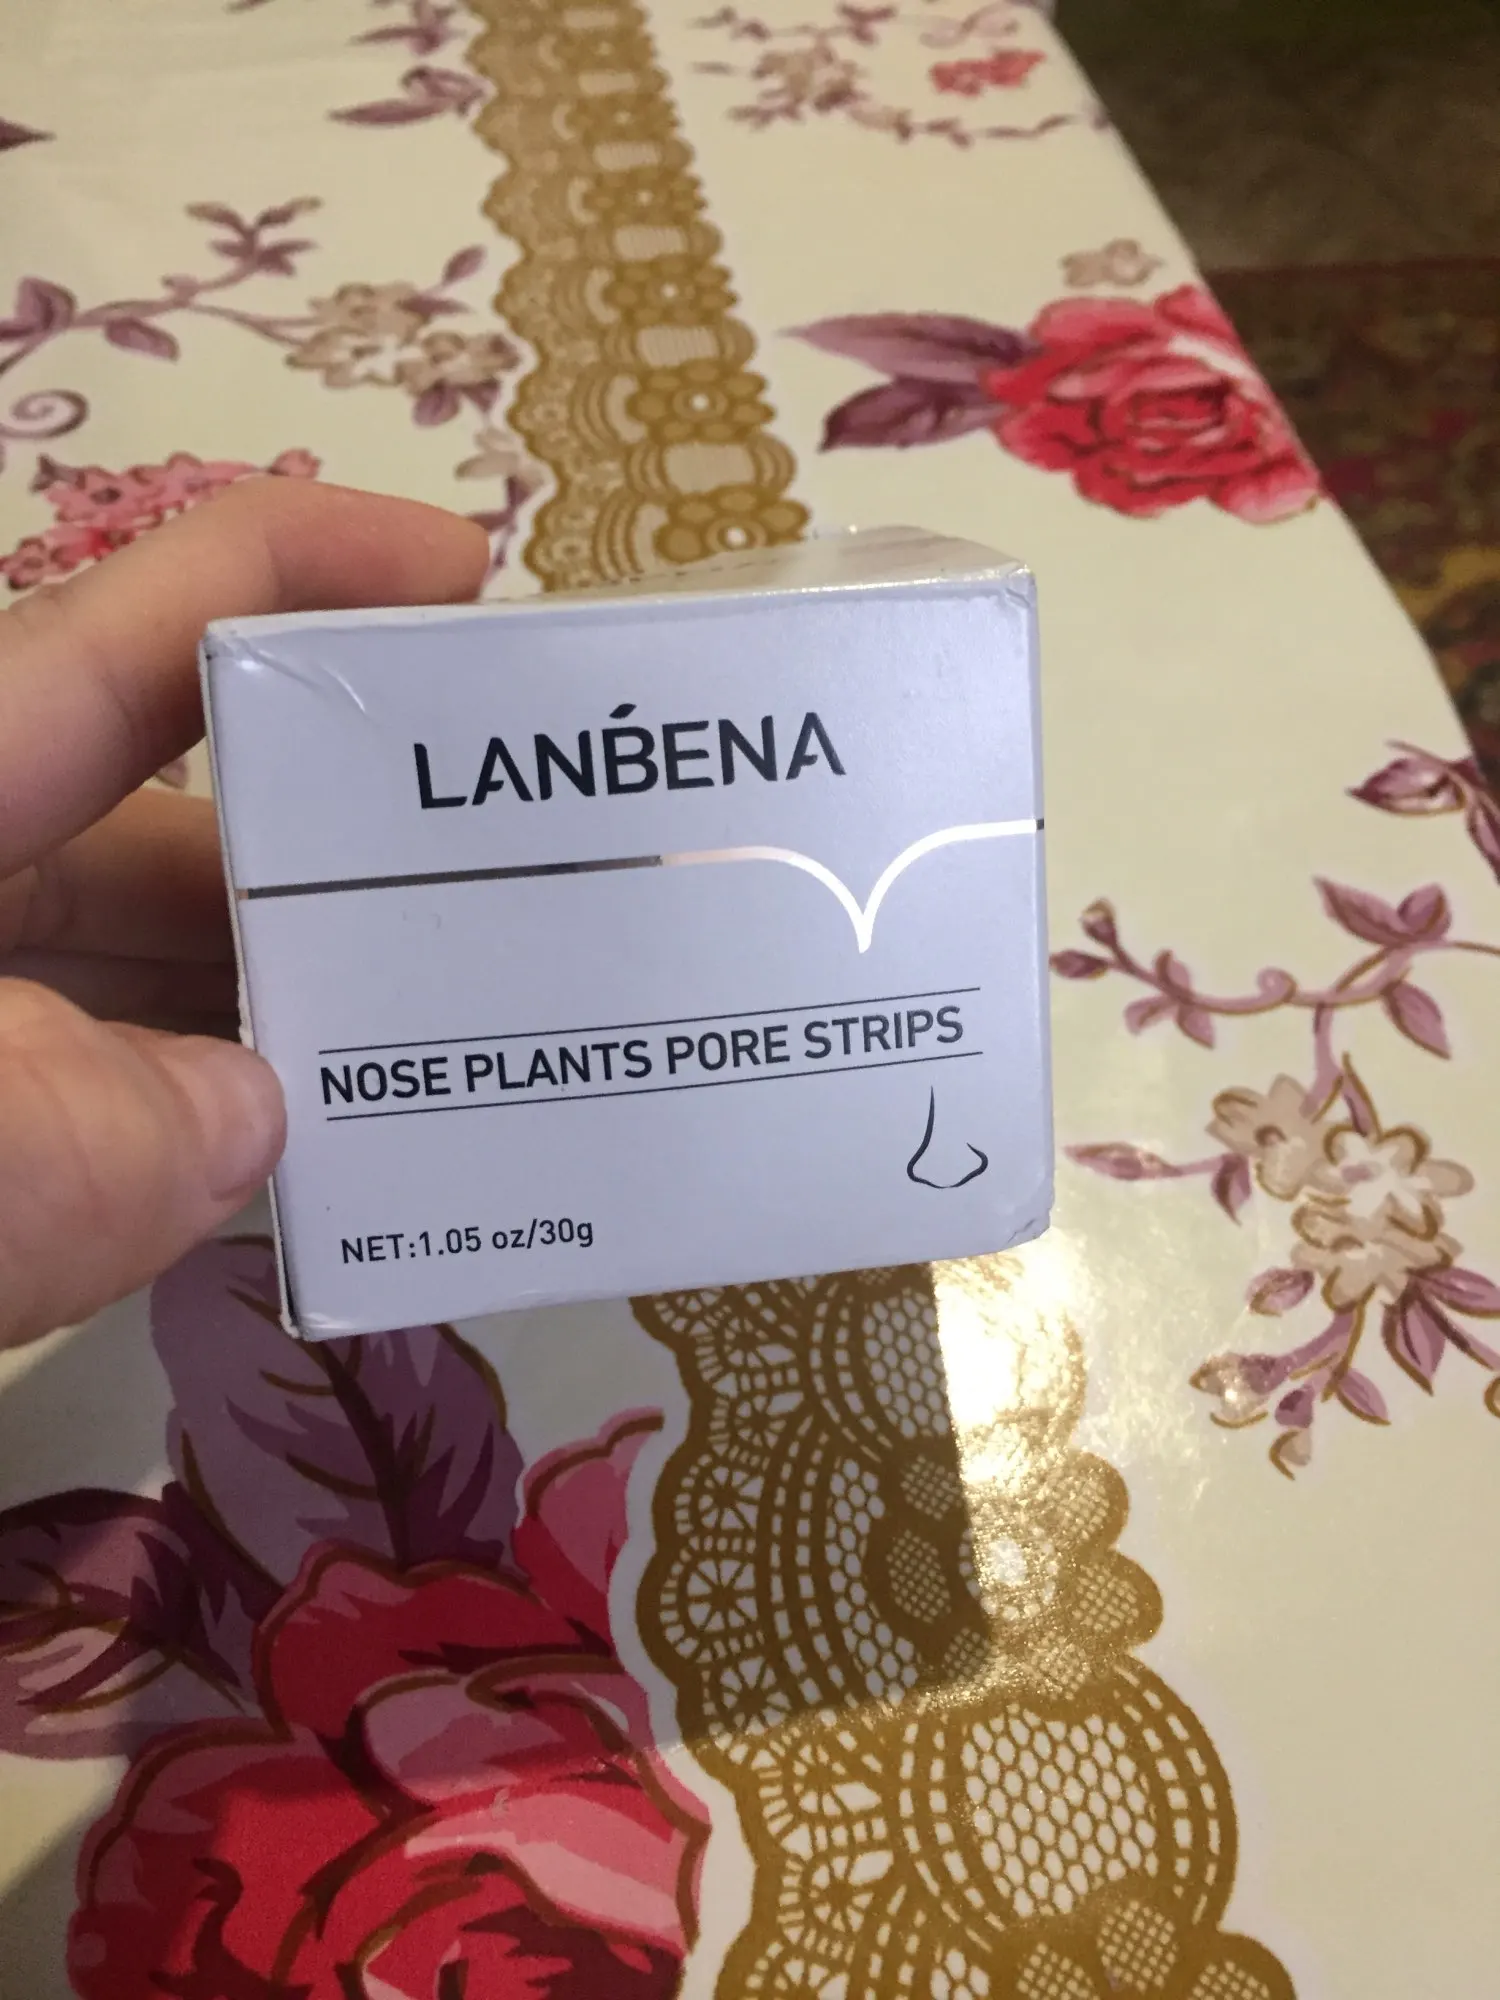 LANBENA
NOSE PLANTS PORE STRIPS
NET:1.05 oz/30g